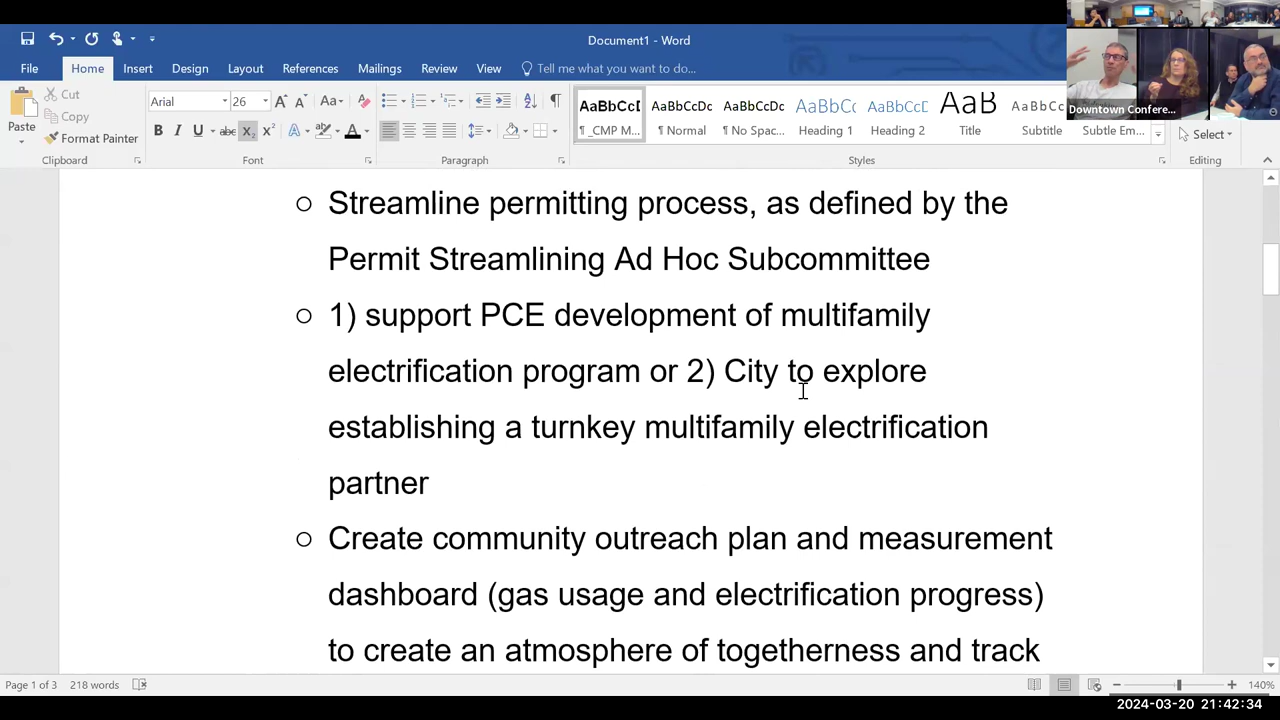 Document1 - Word
File Home Insert Design Layout References Mailings Review View Tell me what you want to do...
Paste
Cut
Copy
Format Painter
Arial 26
AaBbCcI AaBbCcDc AaBbCcDc AaBbCc AaBbCcI AaB AaBbCc
¶ _CMP M... ¶ Normal ¶ No Spac... Heading 1 Heading 2 Title Subtitle Subtle Em...
Select
Clipboard Font Paragraph Styles Editing
Downtown Confere...
○ Streamline permitting process, as defined by the
Permit Streamlining Ad Hoc Subcommittee
○ 1) support PCE development of multifamily
electrification program or 2) City to explore
establishing a turnkey multifamily electrification
partner
○ Create community outreach plan and measurement
dashboard (gas usage and electrification progress)
to create an atmosphere of togetherness and track
Page 1 of 3 218 words 140%
2024-03-20 21:42:34